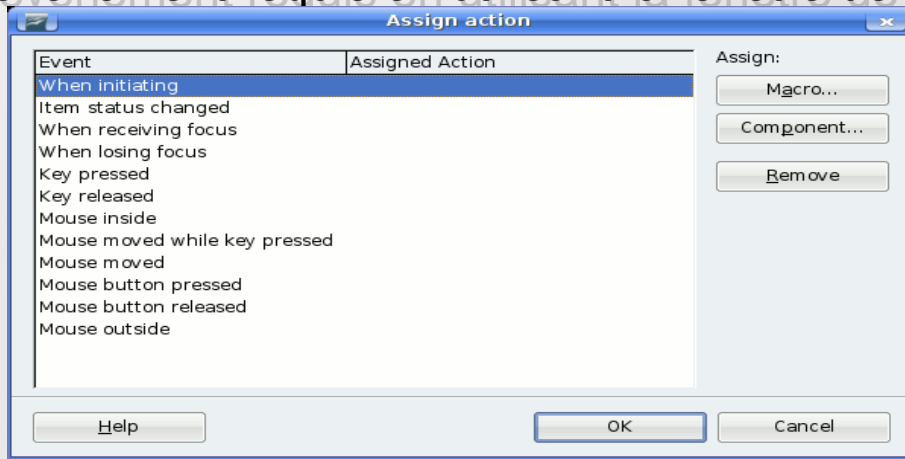 Assign action
Event Assigned Action
Assign:
When initiating
Macro...
Item status changed
When receiving focus
Component...
When losing focus
Key pressed
Remove
Key released
Mouse inside
Mouse moved while key pressed
Mouse moved
Mouse button pressed
Mouse button released
Mouse outside
Help OK Cancel